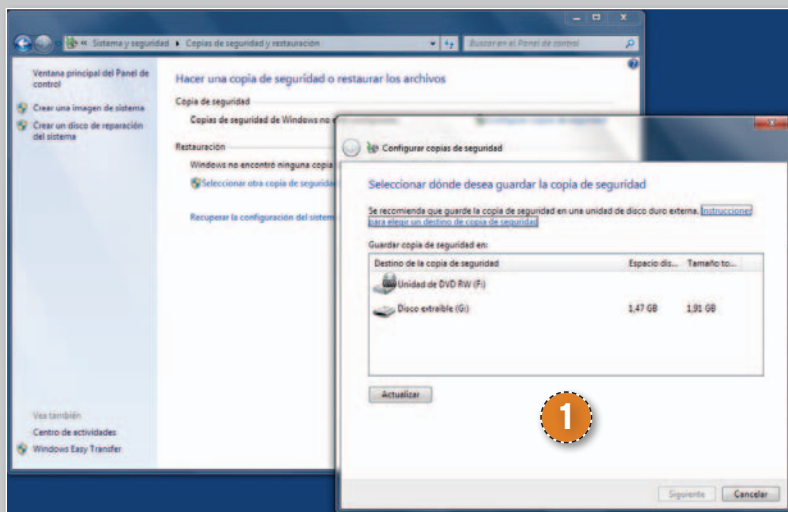 « Sistema y seguridad ▸ Copias de seguridad y restauración
Buscar en el Panel de control
Ventana principal del Panel de
control
Crear una imagen de sistema
Crear un disco de reparación
del sistema
Vea también
Centro de actividades
Windows Easy Transfer
Hacer una copia de seguridad o restaurar los archivos
Copia de seguridad
Copias de seguridad de Windows no
Restauración
Windows no encontró ninguna copia
Seleccionar otra copia de seguridad
Recuperar la configuración del sistem
Configurar copias de seguridad
Seleccionar dónde desea guardar la copia de seguridad
Se recomienda que guarde la copia de seguridad en una unidad de disco duro externa. Instrucciones
para elegir un destino de copia de seguridad
Guardar copia de seguridad en:
Destino de la copia de seguridad Espacio dis... Tamaño to...
Unidad de DVD RW (F:)
Disco extraíble (G:) 1,47 GB 1,91 GB
Actualizar
1
Siguiente Cancelar